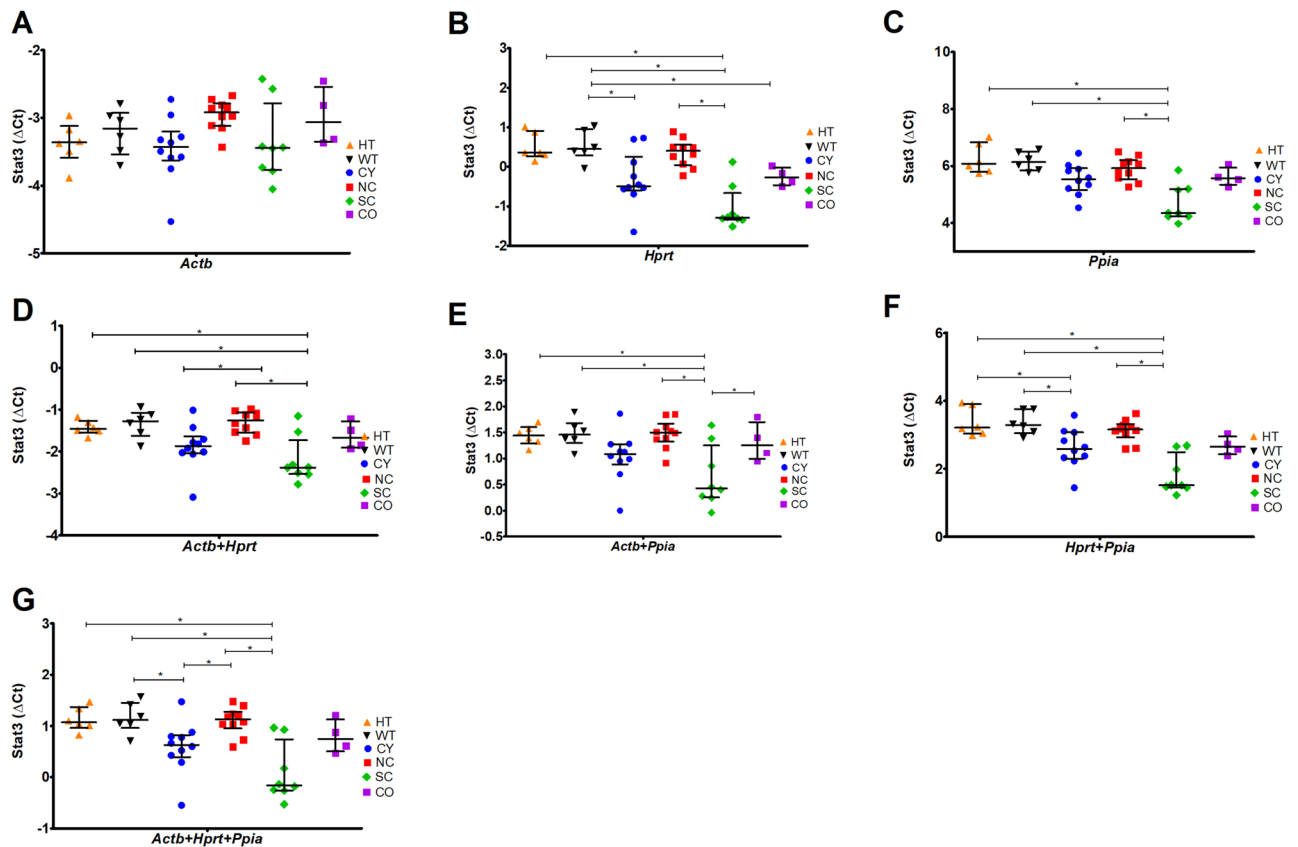 A
Stat3 (ΔCt)
-2
-3
-4
-5
HT
WT
CY
NC
SC
CO
Actb
B
Stat3 (ΔCt)
3
2
1
0
-1
-2
*
*
*
*
*
HT
WT
CY
NC
SC
CO
Hprt
C
Stat3 (ΔCt)
10
8
6
4
*
*
*
HT
WT
CY
NC
SC
CO
Ppia
D
Stat3 (ΔCt)
1
0
-1
-2
-3
-4
*
*
*
*
HT
WT
CY
NC
SC
CO
Actb+Hprt
E
Stat3 (ΔCt)
3.0
2.5
2.0
1.5
1.0
0.5
0.0
-0.5
*
*
*
*
HT
WT
CY
NC
SC
CO
Actb+Ppia
F
Stat3 (ΔCt)
6
4
2
0
*
*
*
*
*
HT
WT
CY
NC
SC
CO
Hprt+Ppia
G
Stat3 (ΔCt)
3
2
1
0
-1
*
*
*
*
*
HT
WT
CY
NC
SC
CO
Actb+Hprt+Ppia